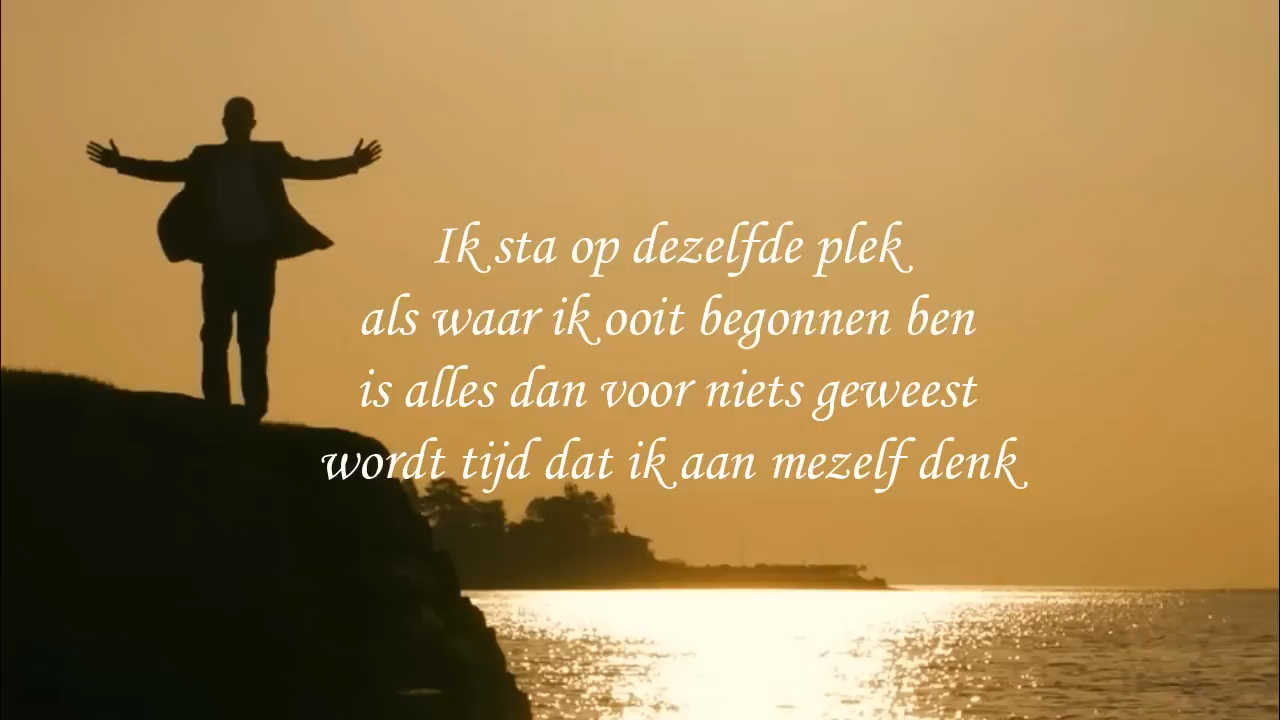 Ik sta op dezelfde plek
als waar ik ooit begonnen ben
is alles dan voor niets geweest
wordt tijd dat ik aan mezelf denk